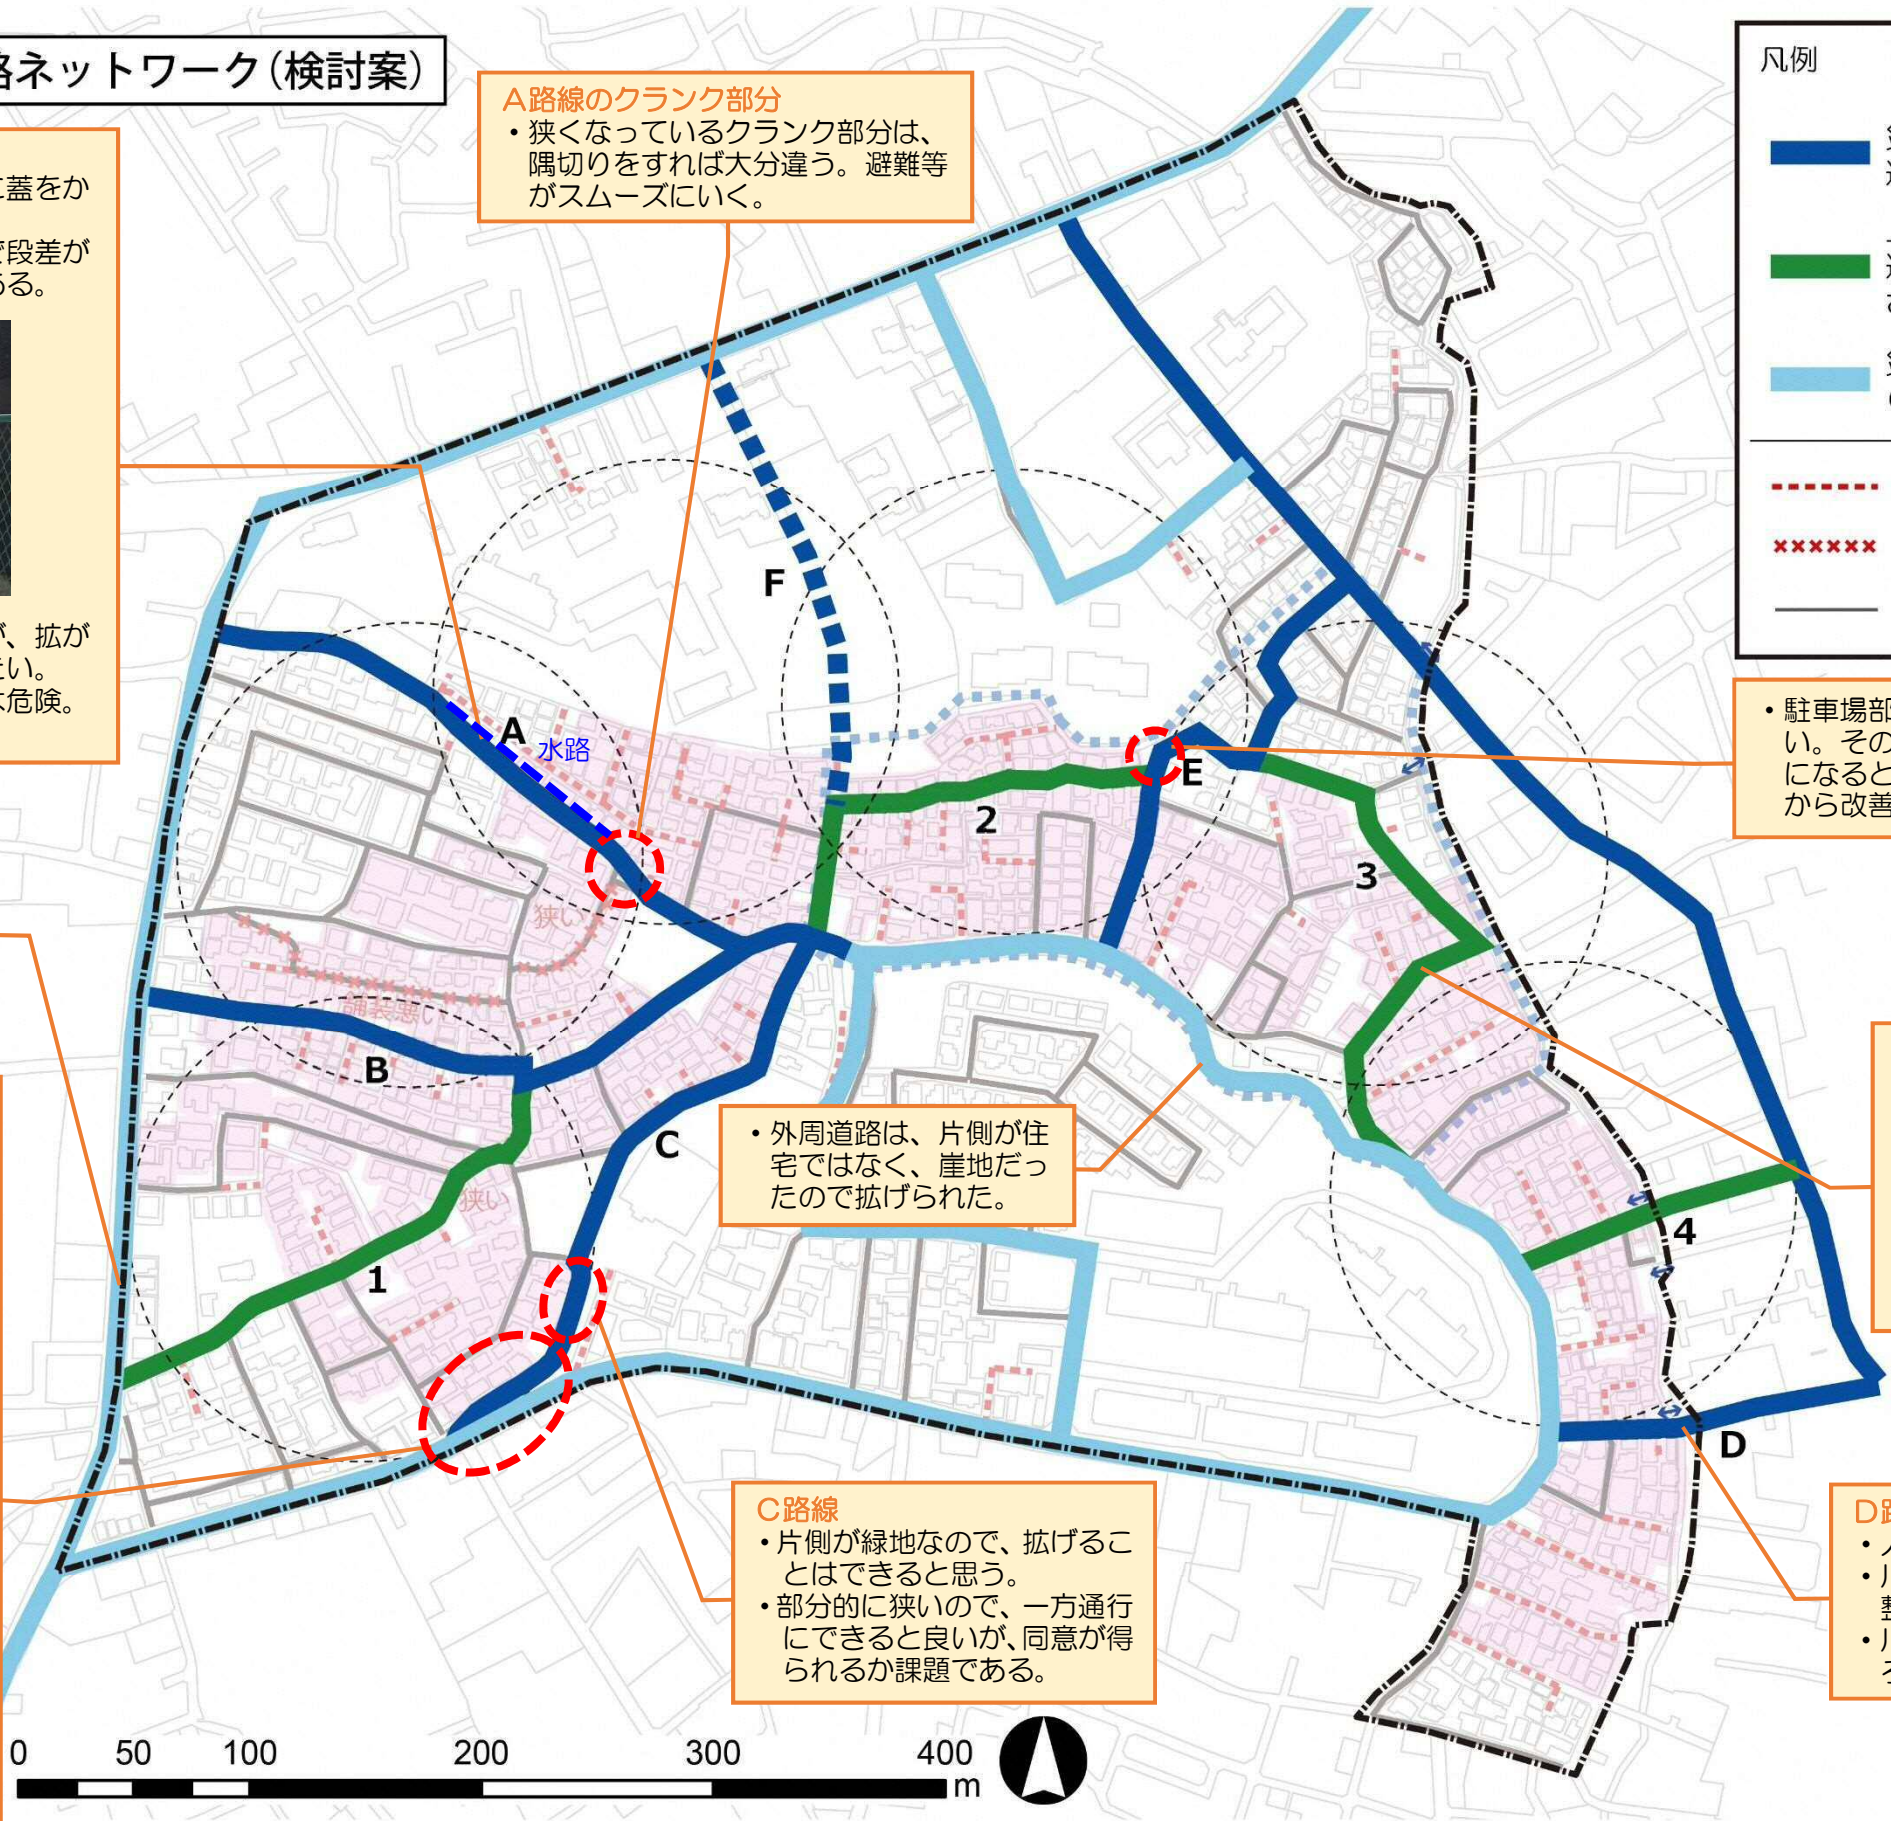 路ネットワーク(検討案)
A路線のクランク部分
・狭くなっているクランク部分は、
隅切りをすれば大分違う。避難等
がスムーズにいく。
凡例
に蓋をか
で段差が
ある。
が、拡が
たい。
は危険。
F
A
水路
E
2
3
狭い
舗装悪い
B
C
狭い
1
4
D
・駐車場部
い。その
になると
から改善
・外周道路は、片側が住
宅ではなく、崖地だっ
たので拡げられた。
C路線
・片側が緑地なので、拡げるこ
とはできると思う。
・部分的に狭いので、一方通行
にできると良いが、同意が得
られるか課題である。
D路
0 50 100 200 300 400
m